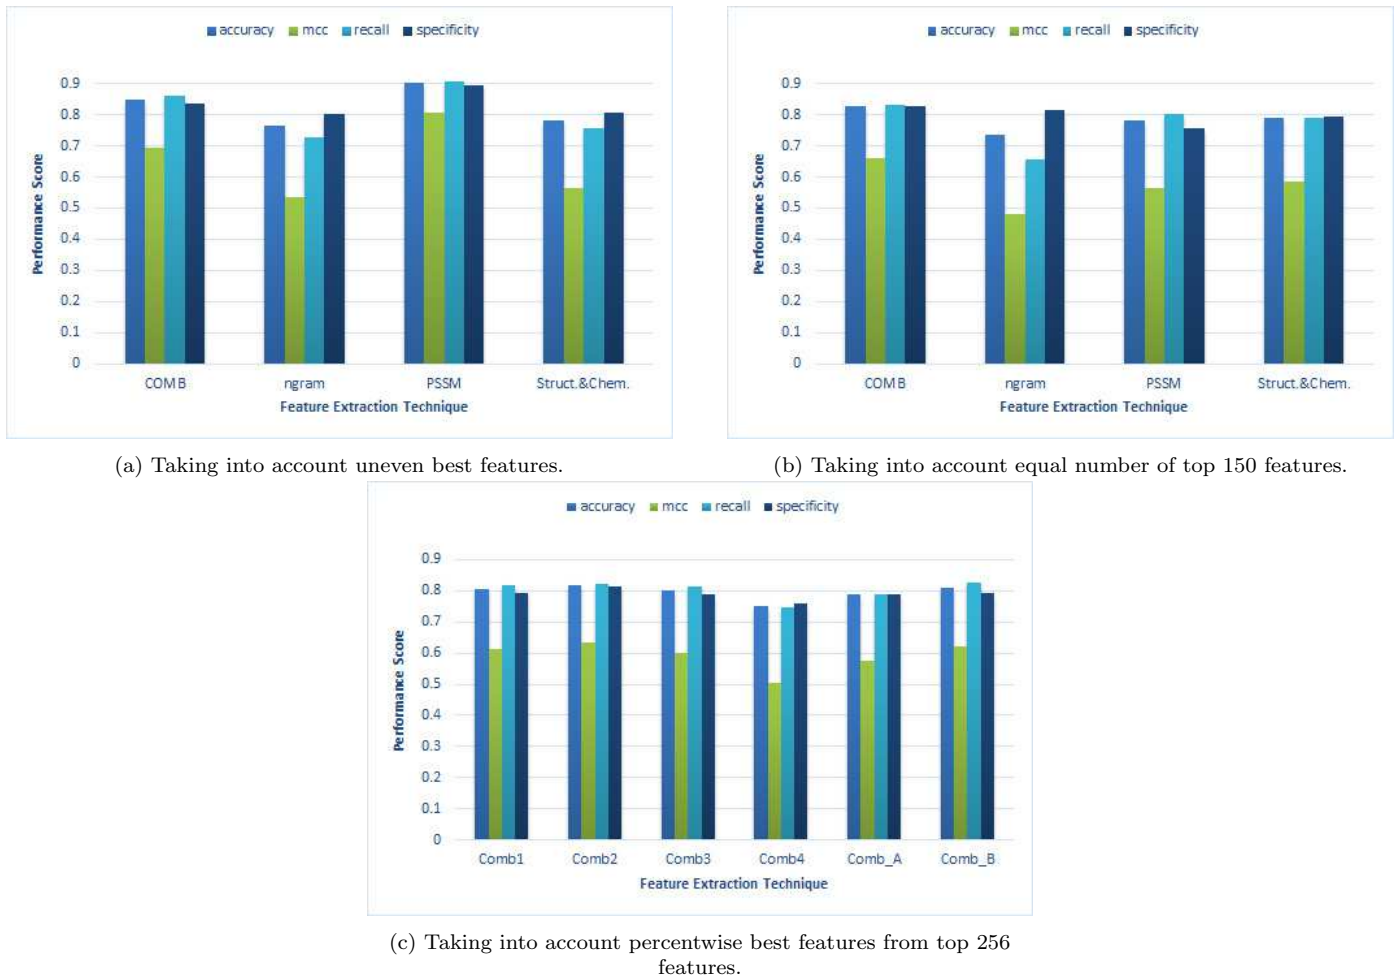 accuracy mcc recall specificity
0.9
0.8
0.7
0.6
0.5
0.4
0.3
0.2
0.1
0
Performance Score
COMB ngram PSSM Struct.&Chem.
Feature Extraction Technique
(a) Taking into account uneven best features.
accuracy mcc recall specificity
0.9
0.8
0.7
0.6
0.5
0.4
0.3
0.2
0.1
0
Performance Score
COMB ngram PSSM Struct.&Chem.
Feature Extraction Technique
(b) Taking into account equal number of top 150 features.
accuracy mcc recall specificity
0.9
0.8
0.7
0.6
0.5
0.4
0.3
0.2
0.1
0
Performance Score
Comb1 Comb2 Comb3 Comb4 Comb_A Comb_B
Feature Extraction Technique
(c) Taking into account percentwise best features from top 256
features.